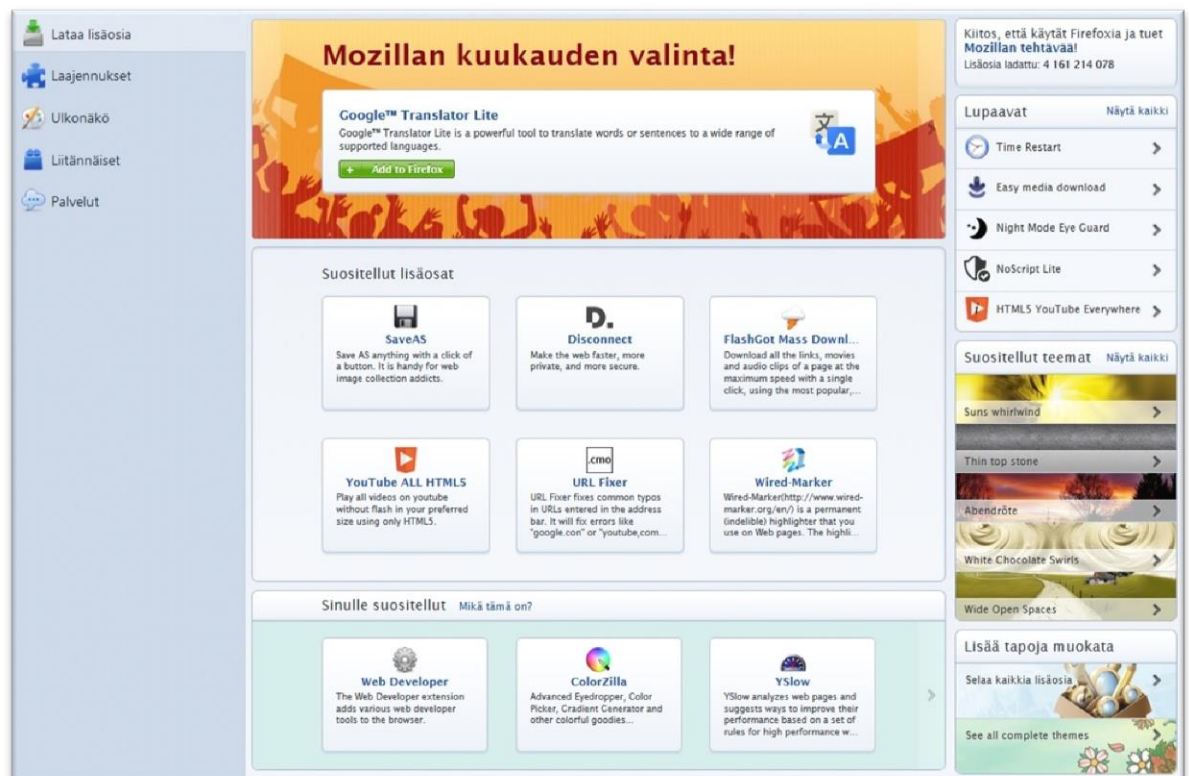 Lataa lisäosia
Laajennukset
Ulkonäkö
Liitännäiset
Palvelut
Mozillan kuukauden valinta!
Google™ Translator Lite
Google™ Translator Lite is a powerful tool to translate words or sentences to a wide range of
supported languages.
+ Add to Firefox
文
A
Suositellut lisäosat
SaveAS
Save AS anything with a click of
a button. It is handy for web
image collection addicts.
D.
Disconnect
Make the web faster, more
private, and more secure.
FlashGot Mass Downl...
Download all the links, movies
and audio clips of a page at the
maximum speed with a single
click, using the most popular,...
YouTube ALL HTML5
Play all videos on youtube
without flash in your preferred
size using only HTML5.
.cmo
URL Fixer
URL Fixer fixes common typos
in URLs entered in the address
bar. It will fix errors like
"google.con" or "youtube,com...
Wired-Marker
Wired-Marker(http://www.wired-
marker.org/en/) is a permanent
(indelible) highlighter that you
use on Web pages. The highli...
Sinulle suositellut Mikä tämä on?
Web Developer
The Web Developer extension
adds various web developer
tools to the browser.
ColorZilla
Advanced Eyedropper, Color
Picker, Gradient Generator and
other colorful goodies...
YSlow
YSlow analyzes web pages and
suggests ways to improve their
performance based on a set of
rules for high performance w...
Kiitos, että käytät Firefoxia ja tuet
Mozillan tehtävää!
Lisäosia ladattu: 4 161 214 078
Lupaavat Näytä kaikki
Time Restart
Easy media download
Night Mode Eye Guard
NoScript Lite
HTML5 YouTube Everywhere
Suositellut teemat Näytä kaikki
Suns whirlwind
Thin top stone
Abendröte
White Chocolate Swirls
Wide Open Spaces
Lisää tapoja muokata
Selaa kaikkia lisäosia
See all complete themes